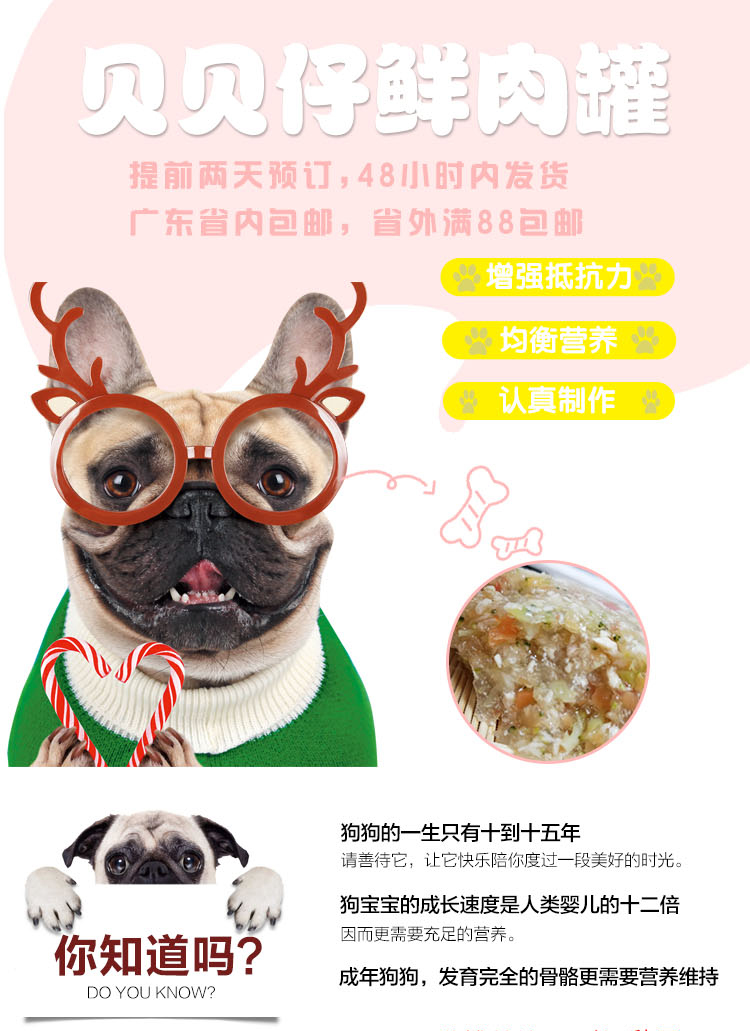 贝贝仔鲜肉罐
提前两天预订,48小时内发货
广东省内包邮，省外满88包邮
增强抵抗力
均衡营养
认真制作
狗狗的一生只有十到十五年
请善待它，让它快乐陪你度过一段美好的时光。
狗宝宝的成长速度是人类婴儿的十二倍
因而更需要充足的营养。
你知道吗?
DO YOU KNOW?
成年狗狗，发育完全的骨骼更需要营养维持